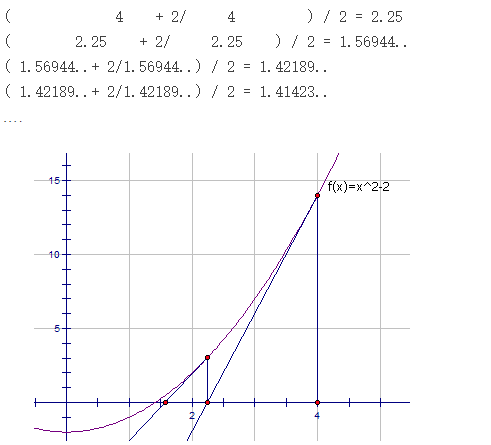 ( 4 + 2/ 4 ) / 2 = 2.25
( 2.25 + 2/ 2.25 ) / 2 = 1.56944..
( 1.56944..+ 2/1.56944..) / 2 = 1.42189..
( 1.42189..+ 2/1.42189..) / 2 = 1.41423..
....
f(x)=x^2-2
15
10
5
2
4